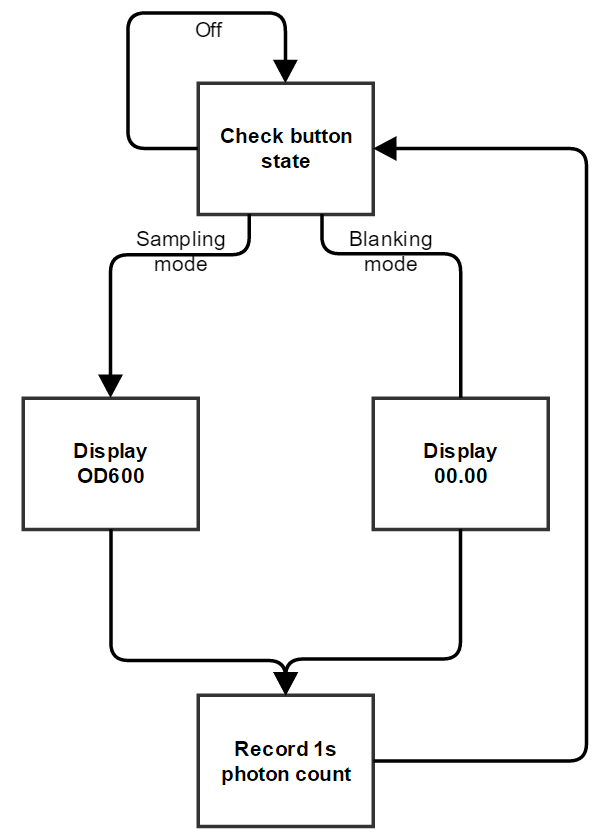 Off
Check button
state
Sampling
mode
Blanking
mode
Display
OD600
Display
00.00
Record 1s
photon count